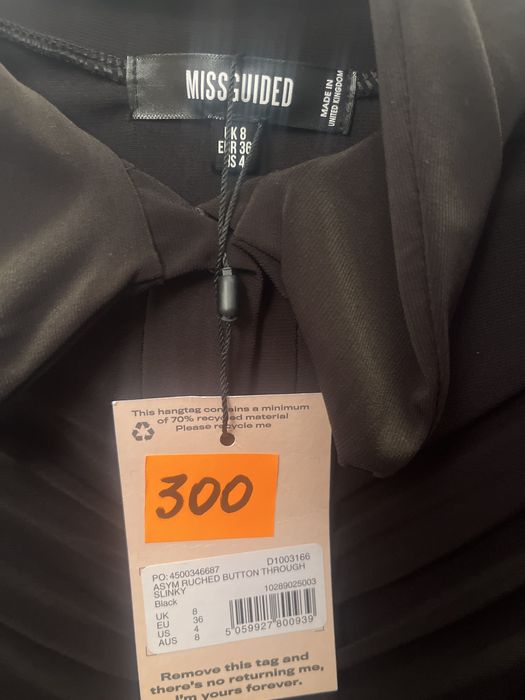 MISSGUIDED
MADE IN
UNITED KINGDOM
UK 8
EUR 36
US 4
This hangtag contains a minimum
of 70% recycled material
Please recycle me
300
PO: 4500346687 D1003166
ASYM RUCHED BUTTON THROUGH
SLINKY 10289025003
Black
UK 8
EU 36
US 4
AUS 8
5 059927 800939
Remove this tag and
there's no returning me,
I'm yours forever.